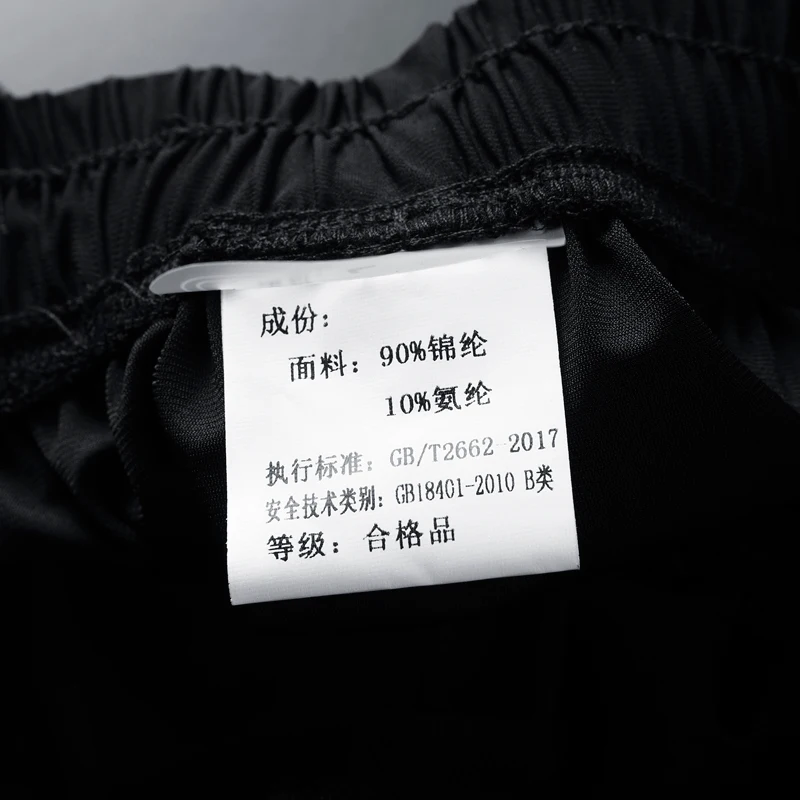 成份：
面料：90%锦纶
10%氨纶
执行标准：GB/T2662-2017
安全技术类别：GB18401-2010 B类
等级：合格品